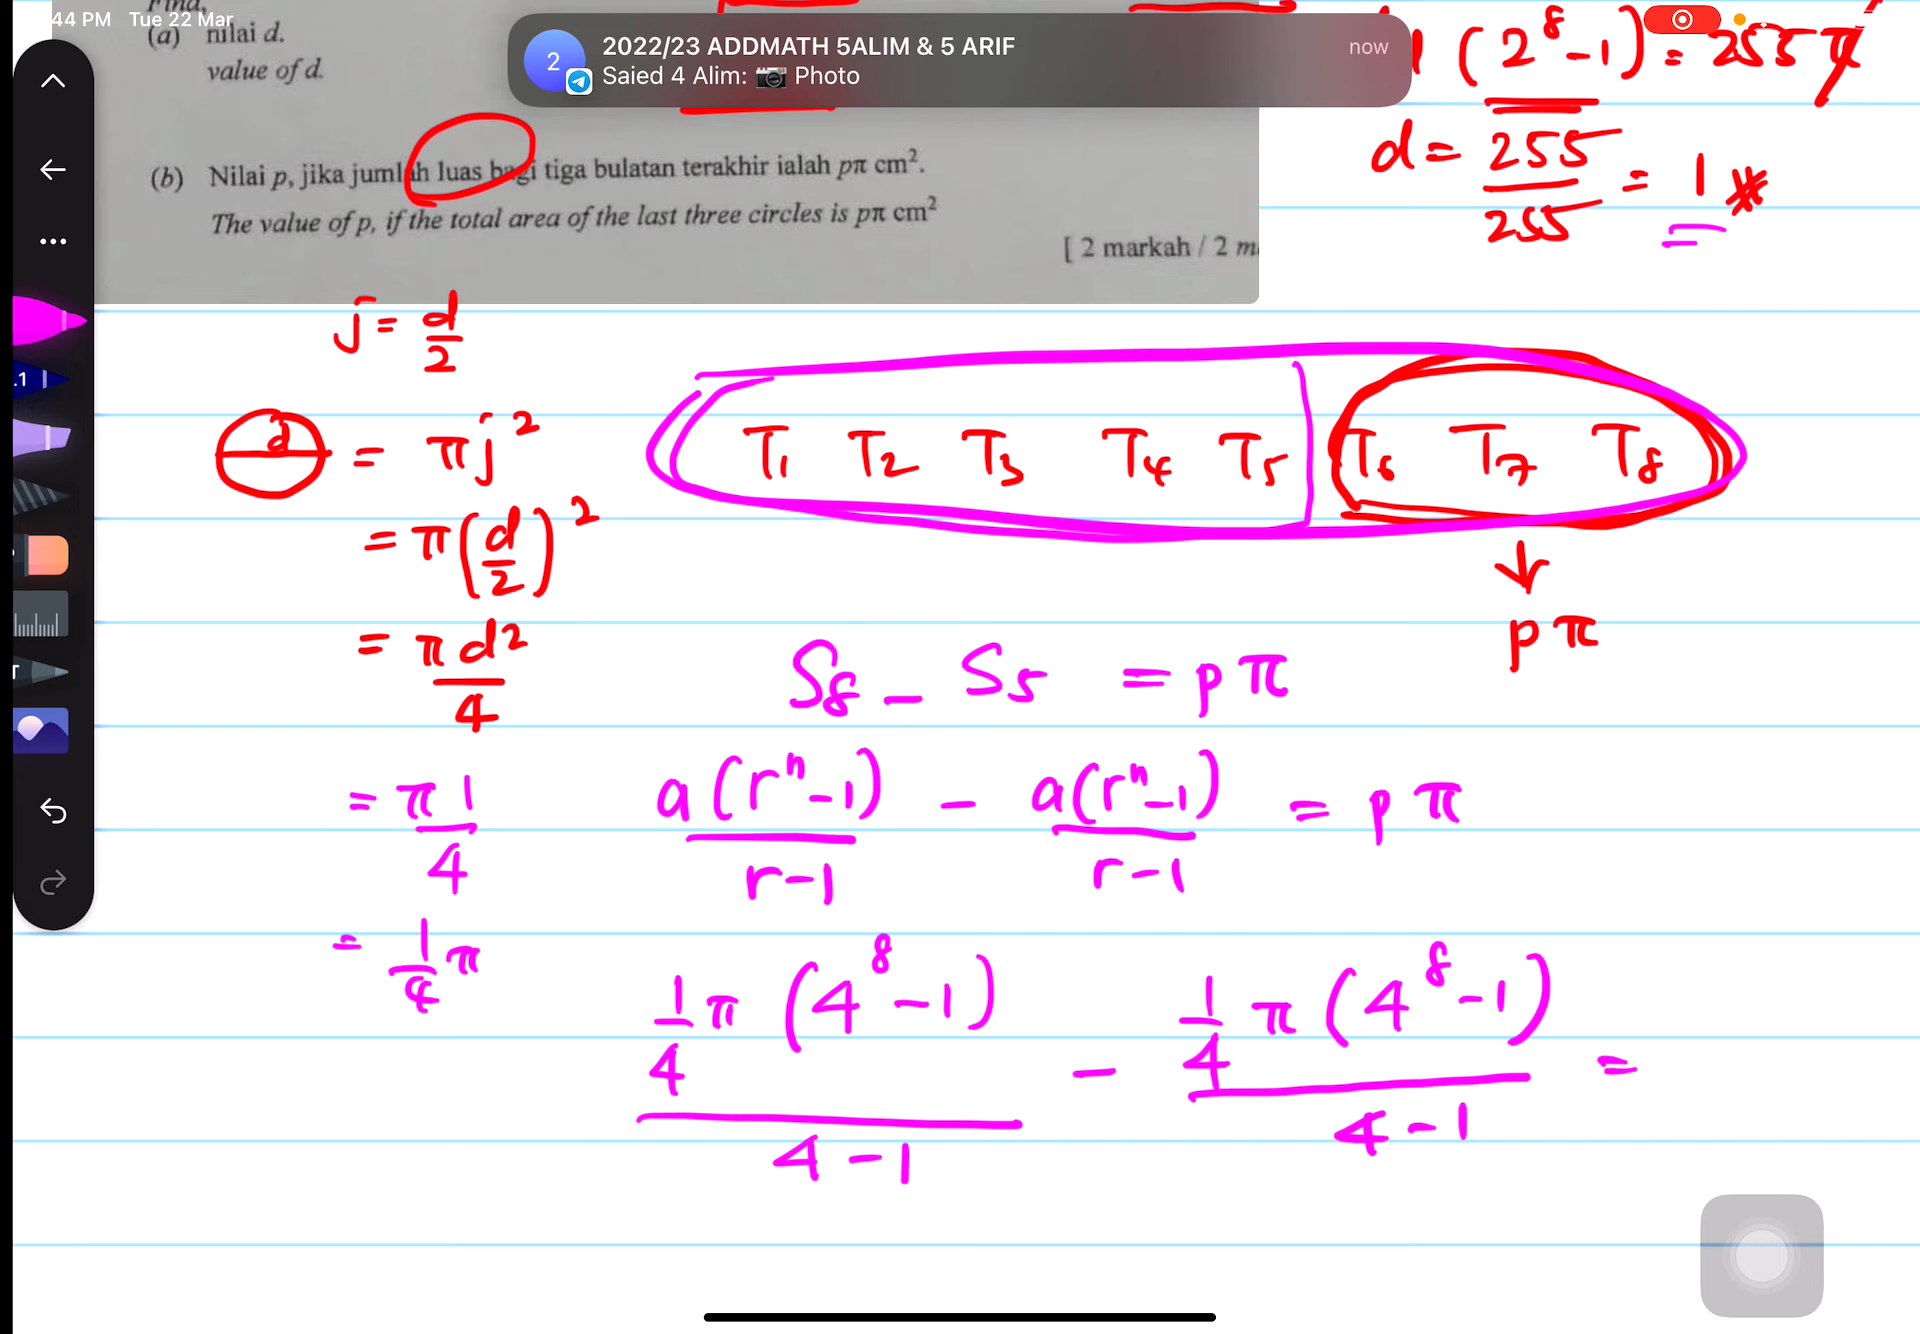 44 PM Tue 22 Mar
Find,
(a) nilai d.
value of d.
2
2022/23 ADDMATH 5ALIM & 5 ARIF
Saied 4 Alim: 📷 Photo
now
(2⁸-1) = 255π
d = 255/255 = 1
(b) Nilai p, jika jumlah luas bagi tiga bulatan terakhir ialah pπ cm².
The value of p, if the total area of the last three circles is pπ cm²
[ 2 markah / 2 m
j = d/2
d = πj²
= π(d/2)²
= πd²/4
= π1/4
= 1/4 π
T₁ T₂ T₃ T₄ T₅ T₆ T₇ T₈
↓
pπ
S₈ - S₅ = pπ
a(rⁿ-1)/r-1 - a(rⁿ-1)/r-1 = pπ
1/4 π (4⁸-1)/4-1 - 1/4 π (4⁸-1)/4-1 =
.1